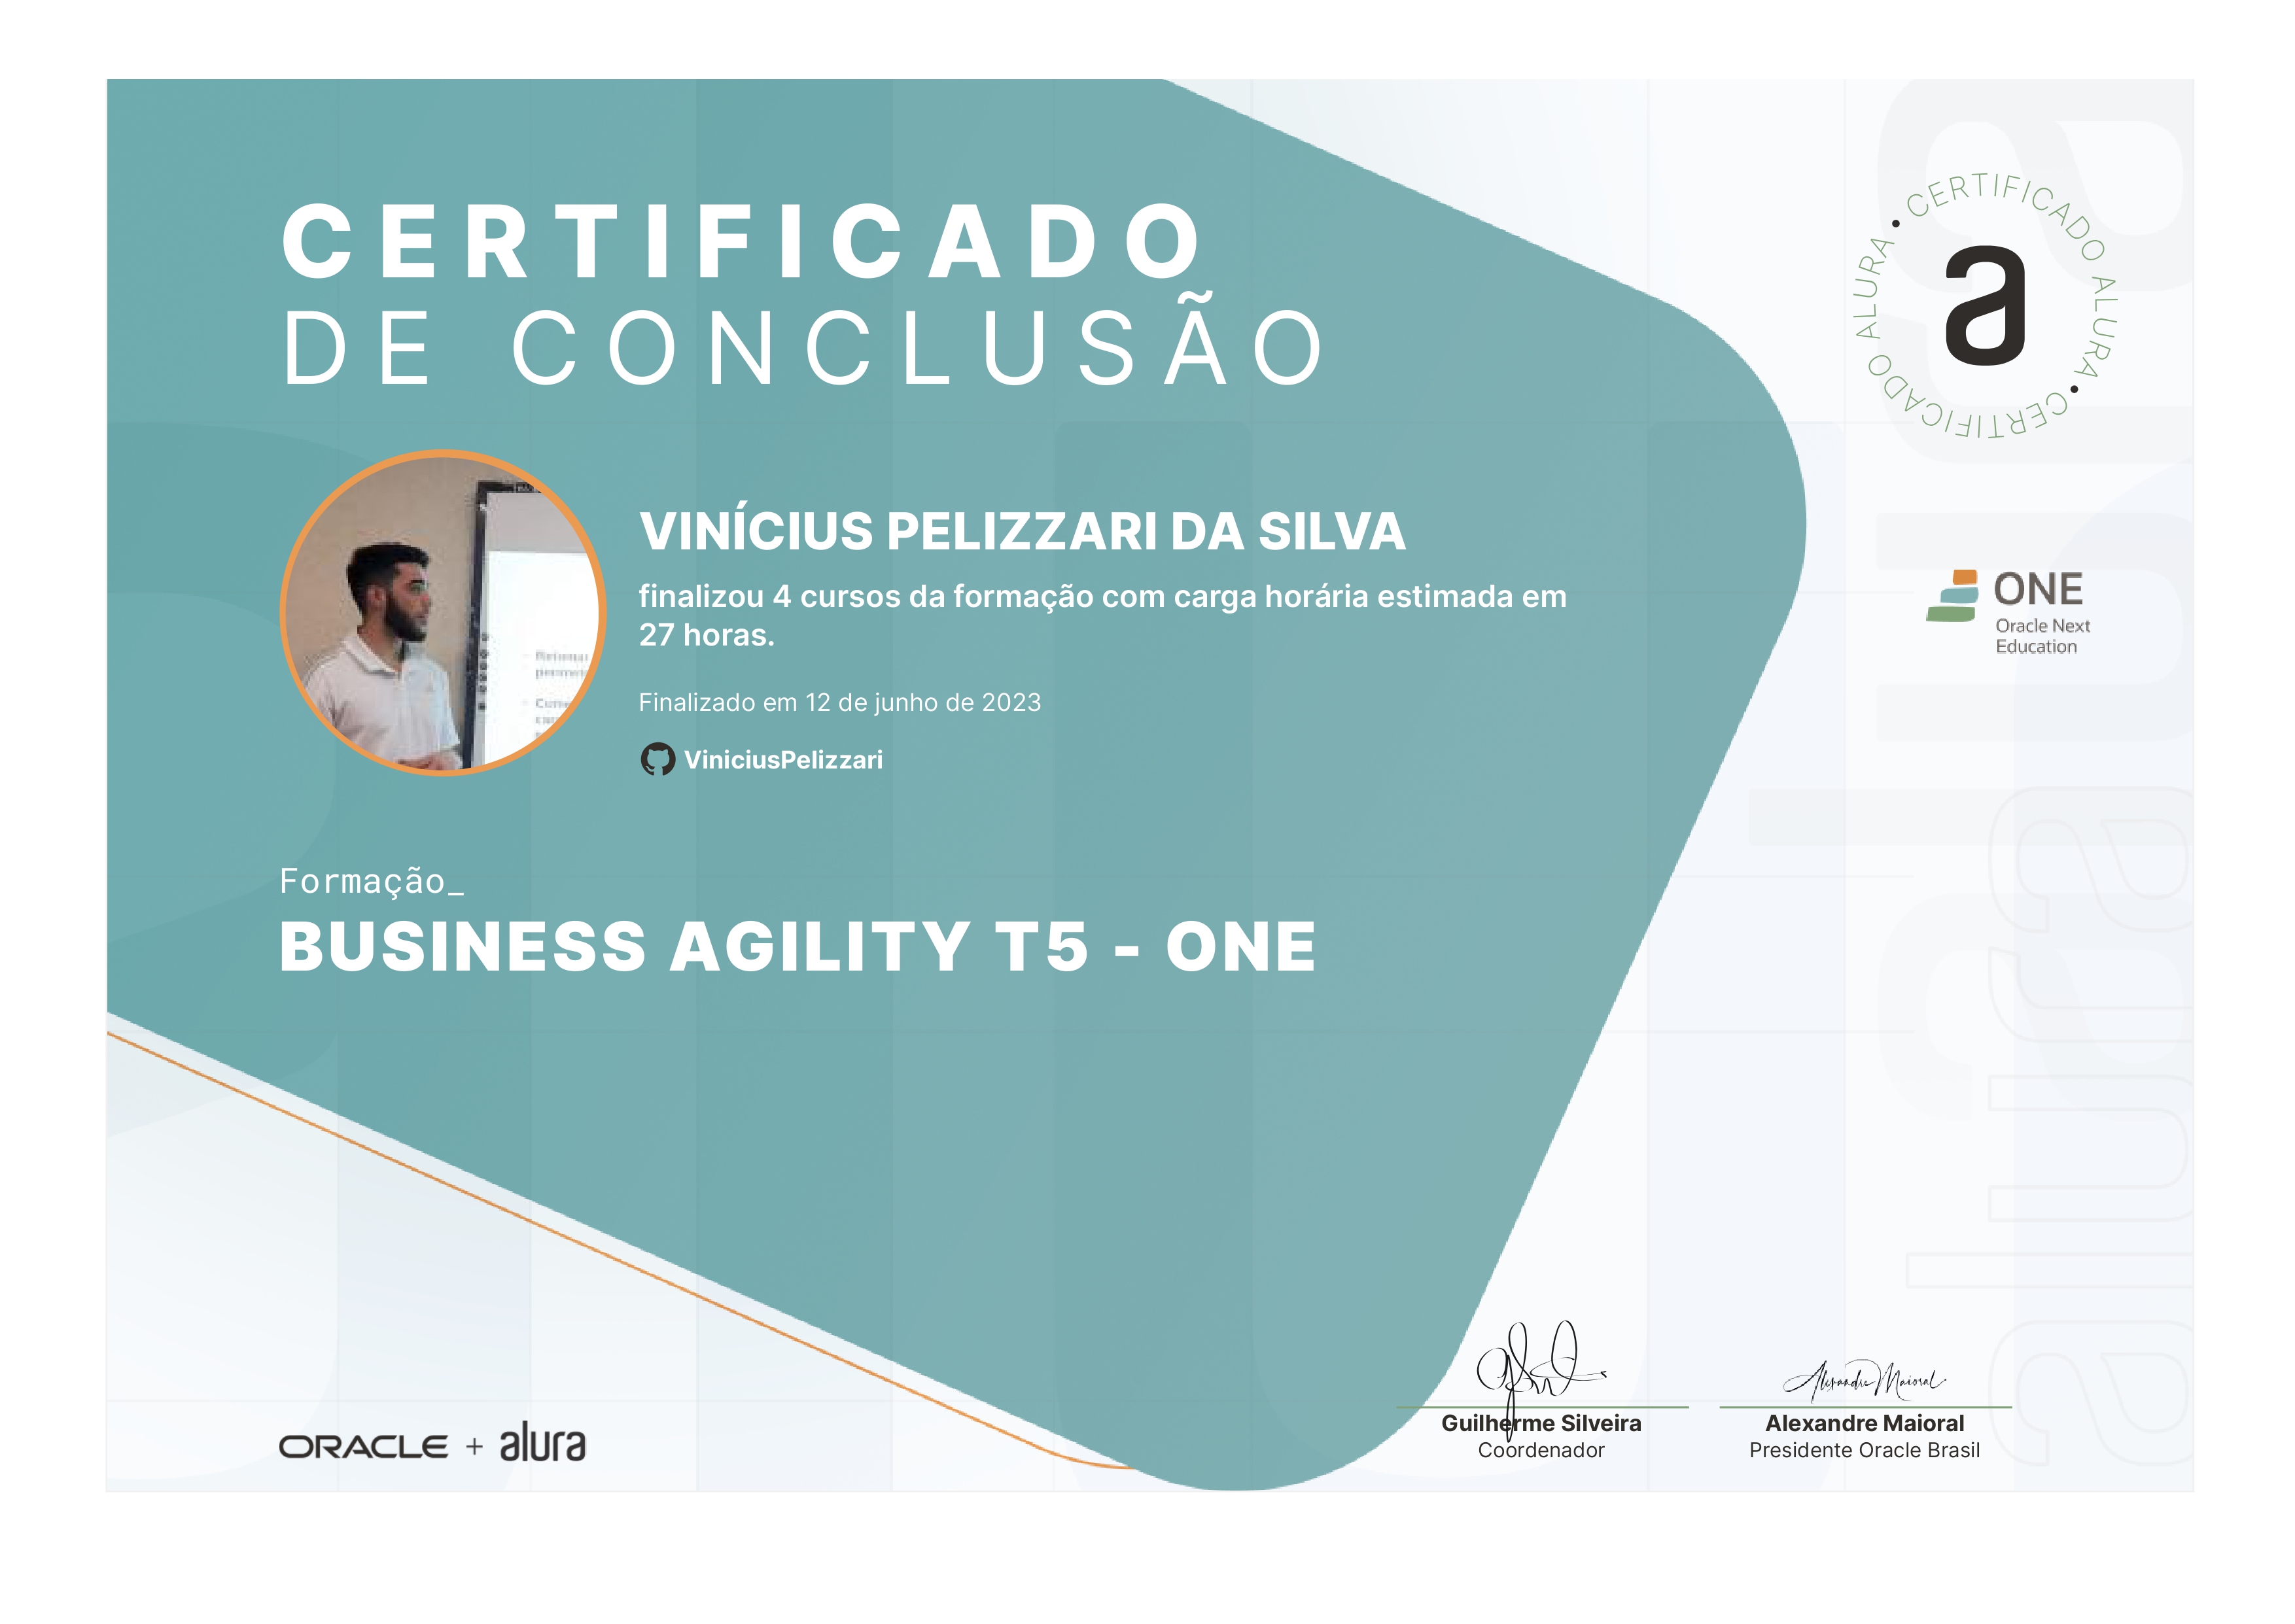 CERTIFICADO
DE CONCLUSÃO
CERTIFICADO ALURA • CERTIFICADO ALURA •
a
VINÍCIUS PELIZZARI DA SILVA
finalizou 4 cursos da formação com carga horária estimada em
27 horas.
Finalizado em 12 de junho de 2023
ViniciusPelizzari
ONE
Oracle Next
Education
Formação_
BUSINESS AGILITY T5 - ONE
alura
Alexandre Maioral
Guilherme Silveira
Coordenador
Alexandre Maioral
Presidente Oracle Brasil
ORACLE + alura